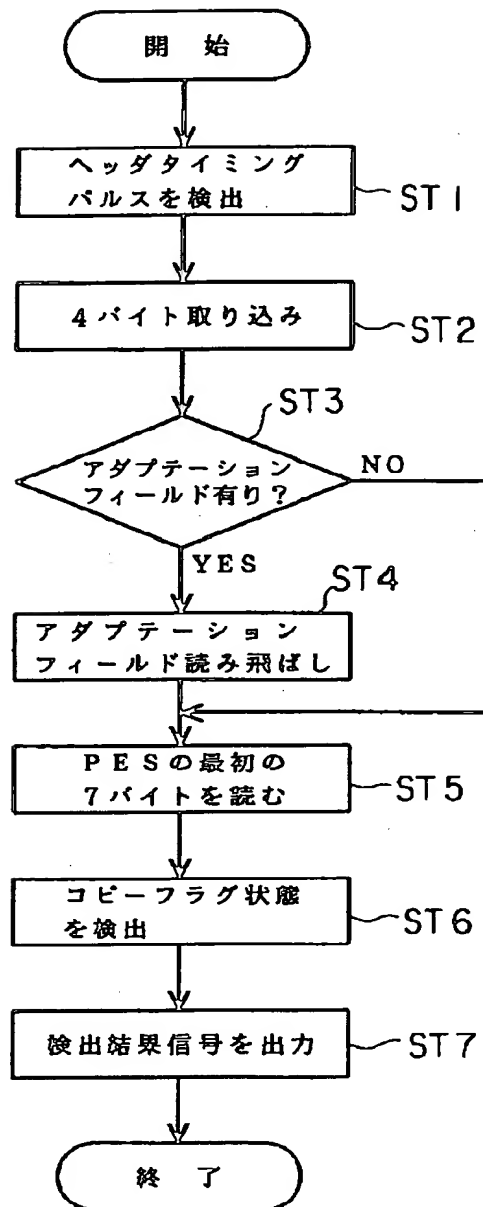 開 始
ヘッダタイミング
パルスを検出
ST1
4バイト取り込み
ST2
ST3
アダプテーション
フィールド有り?
NO
YES
ST4
アダプテーション
フィールド読み飛ばし
PESの最初の
7バイトを読む
ST5
コピーフラグ状態
を検出
ST6
検出結果信号を出力
ST7
終 了